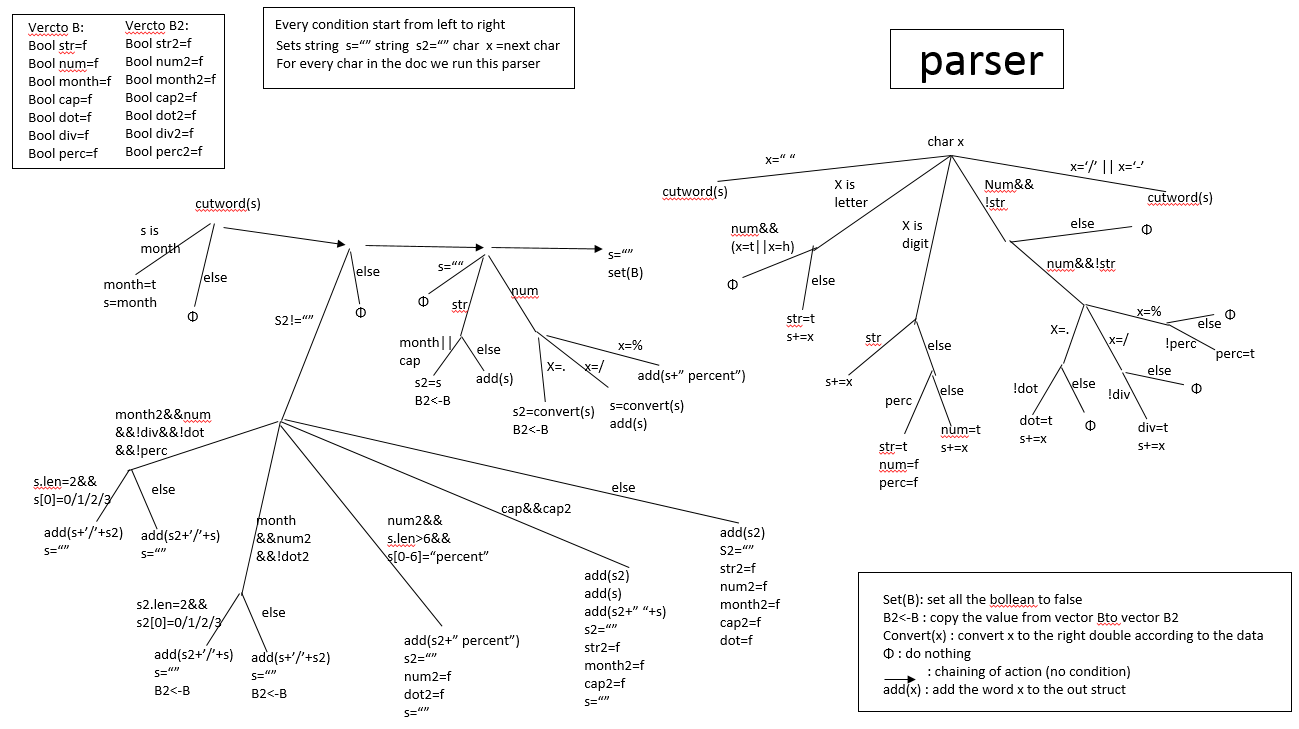 Vercto B:
Bool str=f
Bool num=f
Bool month=f
Bool cap=f
Bool dot=f
Bool div=f
Bool perc=f
Vercto B2:
Bool str2=f
Bool num2=f
Bool month2=f
Bool cap2=f
Bool dot2=f
Bool div2=f
Bool perc2=f
Every condition start from left to right
Sets string s=“” string s2=“” char x =next char
For every char in the doc we run this parser
parser
char x
x=“ “
cutword(s)
X is
letter
num&&
(x=t||x=h)
Φ
else
str=t
s+=x
X is
digit
str
s+=x
else
perc
str=t
num=f
perc=f
else
num=t
s+=x
Num&&
!str
else
Φ
num&&!str
X=.
!dot
dot=t
s+=x
else
Φ
x=/
!div
div=t
s+=x
else
Φ
x=%
!perc
perc=t
else
Φ
x=‘/’ || x=‘-’
cutword(s)
cutword(s)
s is
month
month=t
s=month
else
Φ
S2!=“”
else
Φ
s=““
Φ
str
month||
cap
s2=s
B2<-B
else
add(s)
num
X=.
s2=convert(s)
B2<-B
x=/
s=convert(s)
add(s)
x=%
add(s+” percent”)
s=“”
set(B)
month2&&num
&&!div&&!dot
&&!perc
s.len=2&&
s[0]=0/1/2/3
add(s+’/’+s2)
s=“”
else
add(s2+’/’+s)
s=“”
month
&&num2
&&!dot2
s2.len=2&&
s2[0]=0/1/2/3
add(s2+’/’+s)
s=“”
B2<-B
else
add(s+’/’+s2)
s=“”
B2<-B
num2&&
s.len>6&&
s[0-6]=“percent”
add(s2+” percent”)
s2=“”
num2=f
dot2=f
s=“”
cap&&cap2
add(s2)
add(s)
add(s2+” “+s)
s2=“”
str2=f
month2=f
cap2=f
s=“”
else
add(s2)
S2=“”
str2=f
num2=f
month2=f
cap2=f
dot=f
Set(B): set all the bollean to false
B2<-B : copy the value from vector Bto vector B2
Convert(x) : convert x to the right double according to the data
Φ : do nothing
: chaining of action (no condition)
add(x) : add the word x to the out struct